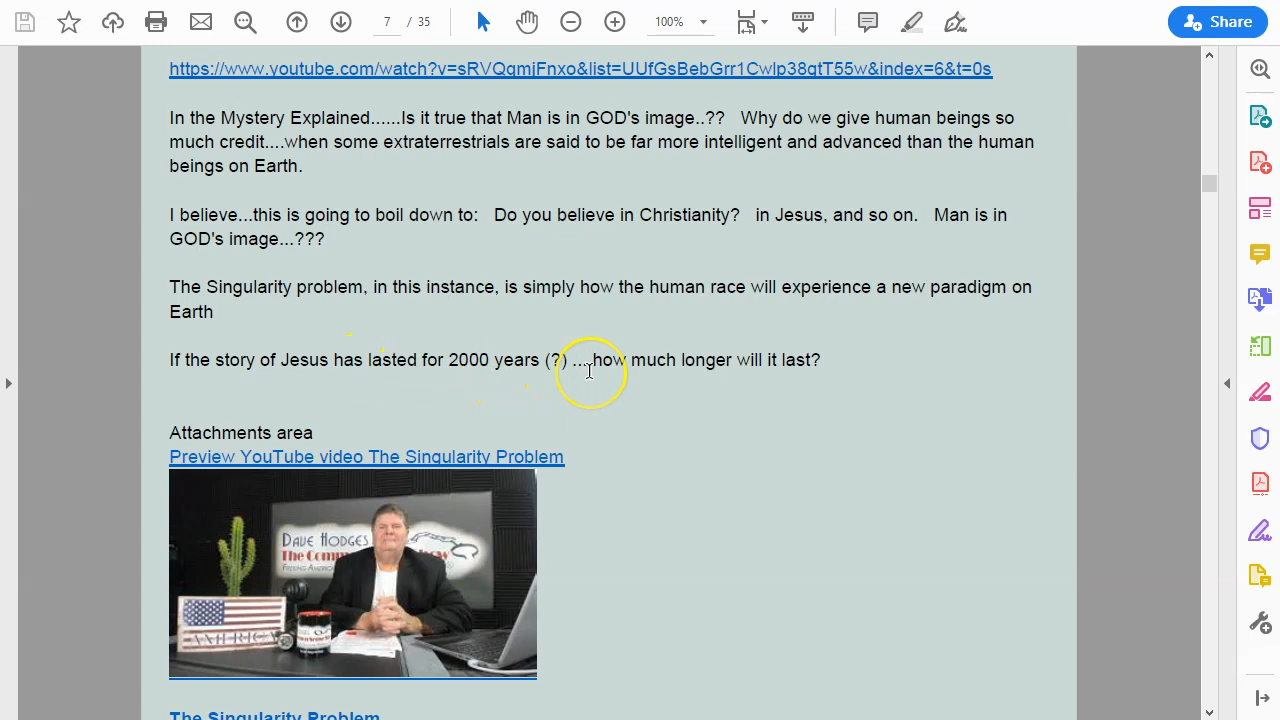 7 / 35
100%
Share
https://www.youtube.com/watch?v=sRVQqmjFnxo&list=UUfGsBebGrr1Cwlp38qtT55w&index=6&t=0s
In the Mystery Explained......Is it true that Man is in GOD's image..?? Why do we give human beings so
much credit....when some extraterrestrials are said to be far more intelligent and advanced than the human
beings on Earth.
I believe...this is going to boil down to: Do you believe in Christianity? in Jesus, and so on. Man is in
GOD's image...???
The Singularity problem, in this instance, is simply how the human race will experience a new paradigm on
Earth
If the story of Jesus has lasted for 2000 years (?) ....how much longer will it last?
Attachments area
Preview YouTube video The Singularity Problem
DAVE HODGES
The
AMERICA
The Singularity Problem